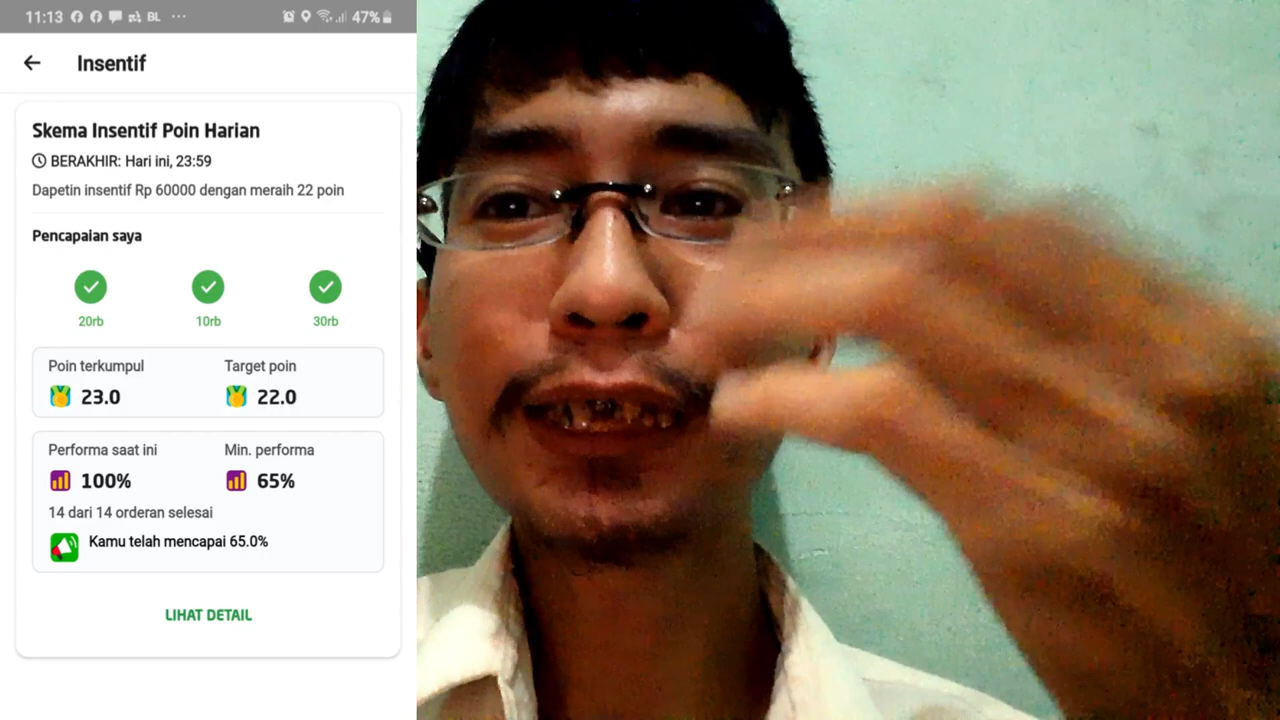 11:13 BL ... 47%
Insentif
Skema Insentif Poin Harian
BERAKHIR: Hari ini, 23:59
Dapetin insentif Rp 60000 dengan meraih 22 poin
Pencapaian saya
20rb 10rb 30rb
Poin terkumpul Target poin
23.0 22.0
Performa saat ini Min. performa
100% 65%
14 dari 14 orderan selesai
Kamu telah mencapai 65.0%
LIHAT DETAIL